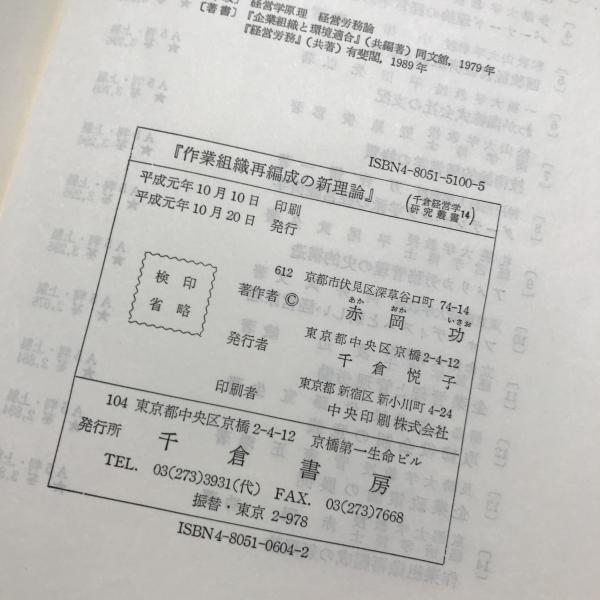 経営学原理 経営労務論
〔著書〕『企業組織と環境適合』(共編著)同文舘,1979年
『経営労務』(共著)有斐閣,1989年
ISBN4-8051-5100-5
『作業組織再編成の新理論』
(千倉経営学研究叢書14)
平成元年10月10日 印刷
平成元年10月20日 発行
検印
省略
612 京都市伏見区深草谷口町 74-14
著作者 © 赤岡功
あか おか いさお
東京都中央区京橋2-4-12
発行者 千倉悦子
東京都新宿区新小川町4-24
印刷者 中央印刷株式会社
104 東京都中央区京橋2-4-12 京橋第一生命ビル
発行所 千倉書房
TEL. 03(273)3931(代) FAX. 03(273)7668
振替・東京 2-978
ISBN4-8051-0604-2